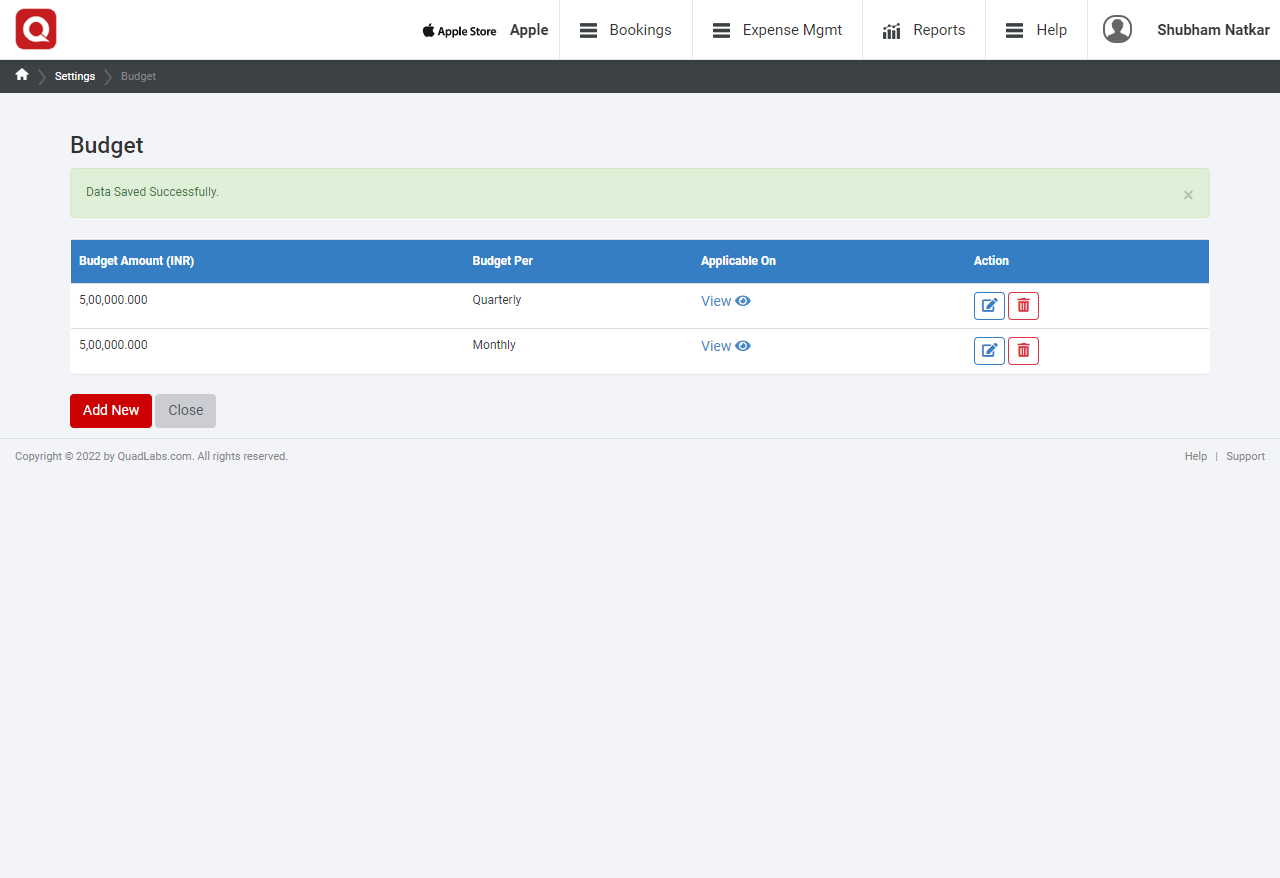 Apple Store Apple Bookings Expense Mgmt Reports Help Shubham Natkar
Settings Budget
Budget
Data Saved Successfully. ×
Budget Amount (INR) Budget Per Applicable On Action
5,00,000.000 Quarterly View
5,00,000.000 Monthly View
Add New Close
Copyright © 2022 by QuadLabs.com. All rights reserved. Help | Support